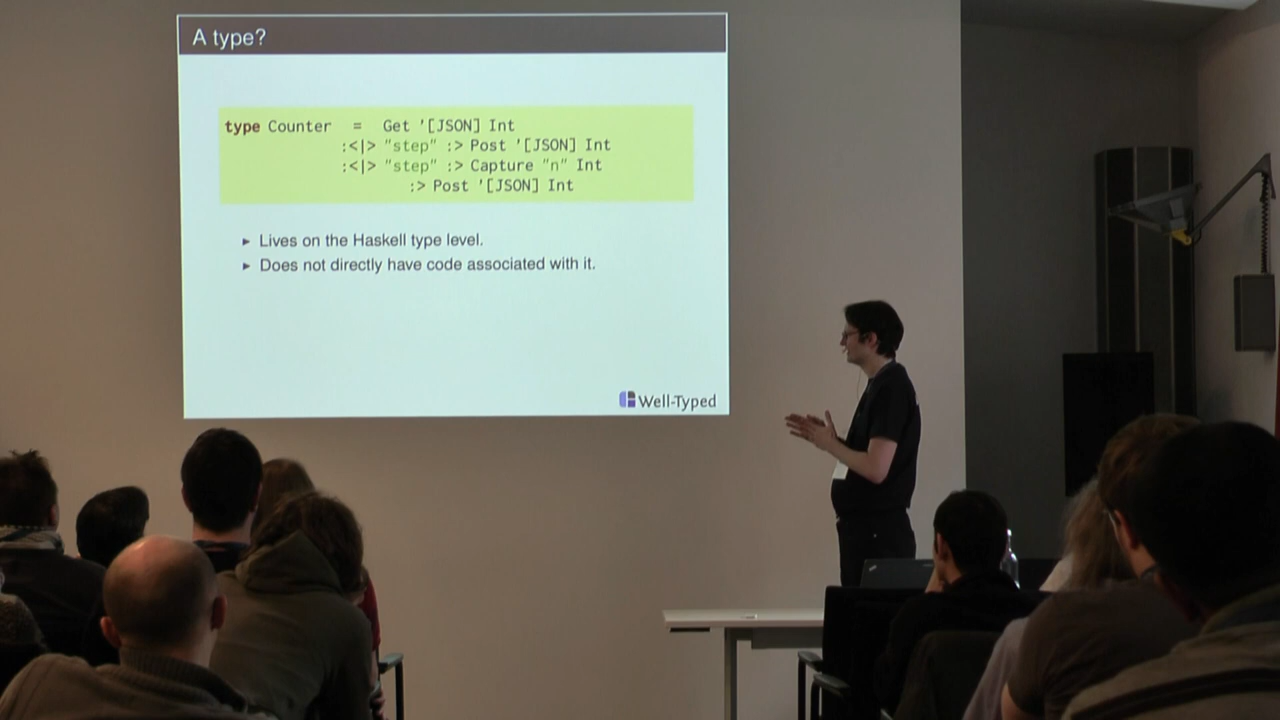 A type?
type Counter = Get '[JSON] Int
:<|> "step" :> Post '[JSON] Int
:<|> "step" :> Capture "n" Int
:> Post '[JSON] Int
► Lives on the Haskell type level.
► Does not directly have code associated with it.
Well-Typed